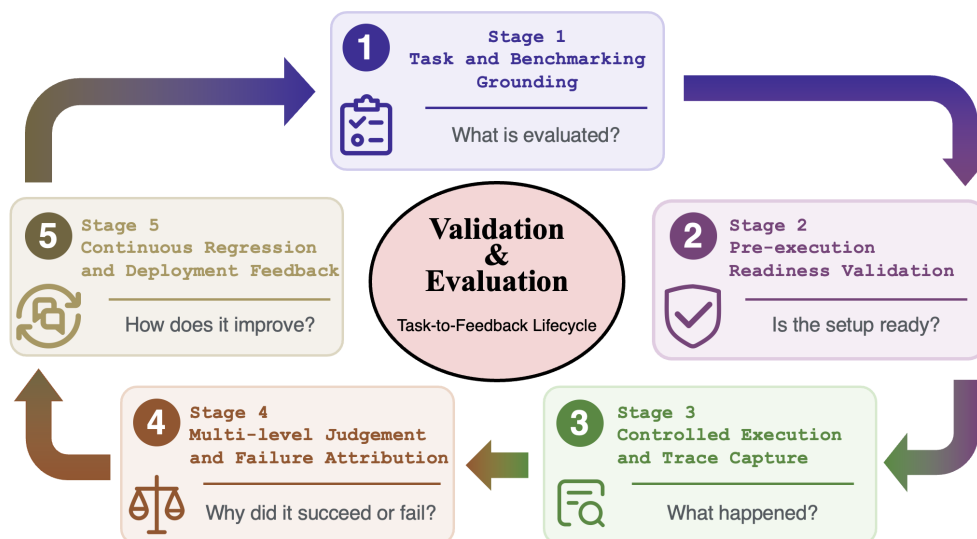 1
Stage 1
Task and Benchmarking
Grounding
What is evaluated?
2
Stage 2
Pre-execution
Readiness Validation
Is the setup ready?
3
Stage 3
Controlled Execution
and Trace Capture
What happened?
4
Stage 4
Multi-level Judgement
and Failure Attribution
Why did it succeed or fail?
5
Stage 5
Continuous Regression
and Deployment Feedback
How does it improve?
Validation
&
Evaluation
Task-to-Feedback Lifecycle